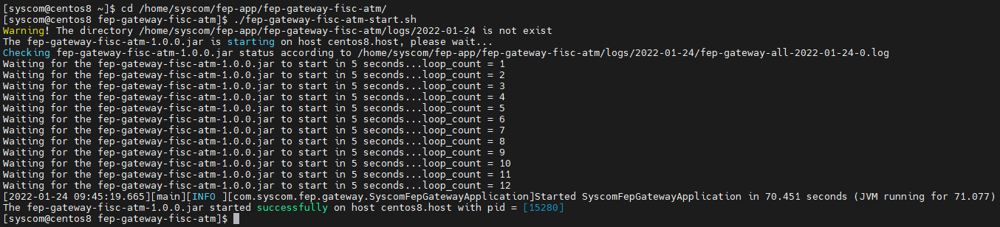 [syscom@centos8 ~]$ cd /home/syscom/fep-app/fep-gateway-fisc-atm/
[syscom@centos8 fep-gateway-fisc-atm]$ ./fep-gateway-fisc-atm-start.sh
Warning! The directory /home/syscom/fep-app/fep-gateway-fisc-atm/logs/2022-01-24 is not exist
The fep-gateway-fisc-atm-1.0.0.jar is starting on host centos8.host, please wait...
Checking fep-gateway-fisc-atm-1.0.0.jar status according to /home/syscom/fep-app/fep-gateway-fisc-atm/logs/2022-01-24/fep-gateway-all-2022-01-24-0.log
Waiting for the fep-gateway-fisc-atm-1.0.0.jar to start in 5 seconds...loop_count = 1
Waiting for the fep-gateway-fisc-atm-1.0.0.jar to start in 5 seconds...loop_count = 2
Waiting for the fep-gateway-fisc-atm-1.0.0.jar to start in 5 seconds...loop_count = 3
Waiting for the fep-gateway-fisc-atm-1.0.0.jar to start in 5 seconds...loop_count = 4
Waiting for the fep-gateway-fisc-atm-1.0.0.jar to start in 5 seconds...loop_count = 5
Waiting for the fep-gateway-fisc-atm-1.0.0.jar to start in 5 seconds...loop_count = 6
Waiting for the fep-gateway-fisc-atm-1.0.0.jar to start in 5 seconds...loop_count = 7
Waiting for the fep-gateway-fisc-atm-1.0.0.jar to start in 5 seconds...loop_count = 8
Waiting for the fep-gateway-fisc-atm-1.0.0.jar to start in 5 seconds...loop_count = 9
Waiting for the fep-gateway-fisc-atm-1.0.0.jar to start in 5 seconds...loop_count = 10
Waiting for the fep-gateway-fisc-atm-1.0.0.jar to start in 5 seconds...loop_count = 11
Waiting for the fep-gateway-fisc-atm-1.0.0.jar to start in 5 seconds...loop_count = 12
[2022-01-24 09:45:19.665][main][INFO ][com.syscom.fep.gateway.SyscomFepGatewayApplication]Started SyscomFepGatewayApplication in 70.451 seconds (JVM running for 71.077)
The fep-gateway-fisc-atm-1.0.0.jar started successfully on host centos8.host with pid = [15280]
[syscom@centos8 fep-gateway-fisc-atm]$